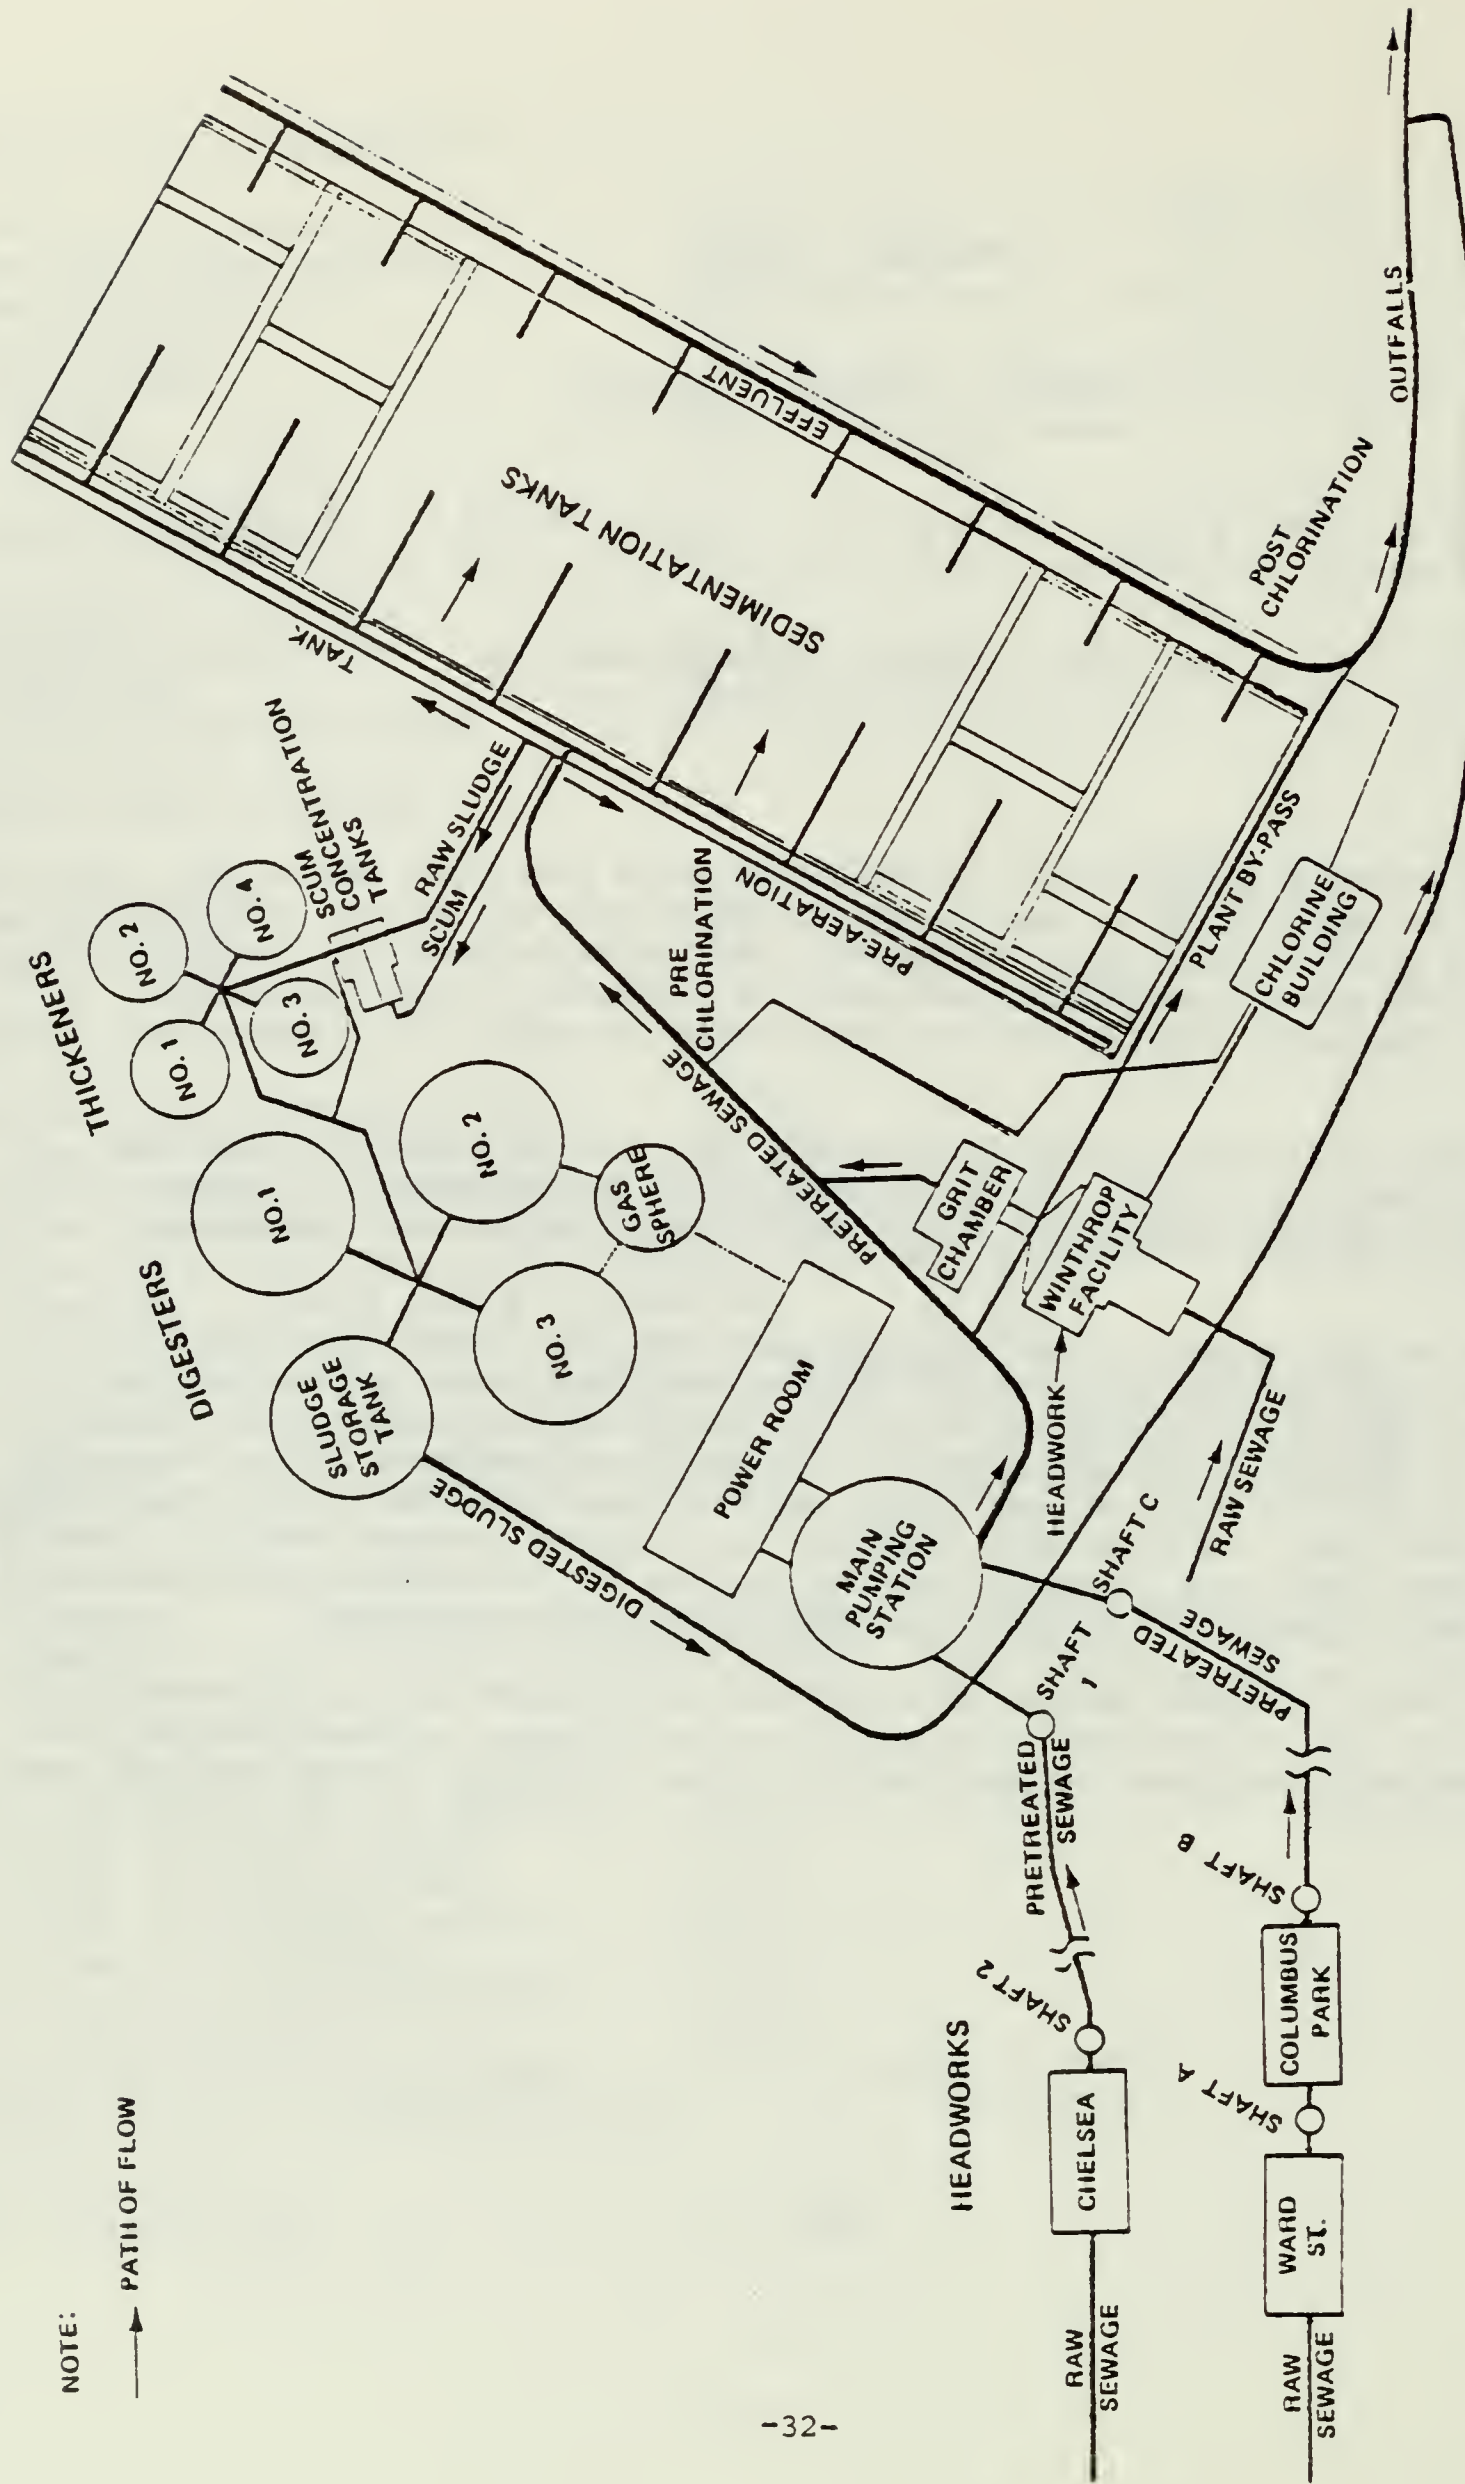 NOTE:
PATH OF FLOW
THICKENERS
NO. 1
NO. 2
NO. 3
NO. 4
SCUM
CONCENTRATION
TANKS
RAW SLUDGE
SCUM
DIGESTERS
NO. 1
NO. 2
NO. 3
SLUDGE
STORAGE
TANK
GAS
SPHERE
DIGESTED SLUDGE
POWER ROOM
MAIN
PUMPING
STATION
TANK
PRE-AERATION
SEDIMENTATION TANKS
EFFLUENT
PRE
CHLORINATION
PRETREATED SEWAGE
GRIT
CHAMBER
WINTHROP
FACILITY
HEADWORK
PLANT BY-PASS
CHLORINE
BUILDING
POST
CHLORINATION
OUTFALLS
RAW SEWAGE
SHAFT C
PRETREATED
SEWAGE
SHAFT
1
PRETREATED
SEWAGE
SHAFT 2
SHAFT B
HEADWORKS
CHELSEA
COLUMBUS
PARK
SHAFT A
WARD
ST.
RAW
SEWAGE
RAW
SEWAGE
-32-